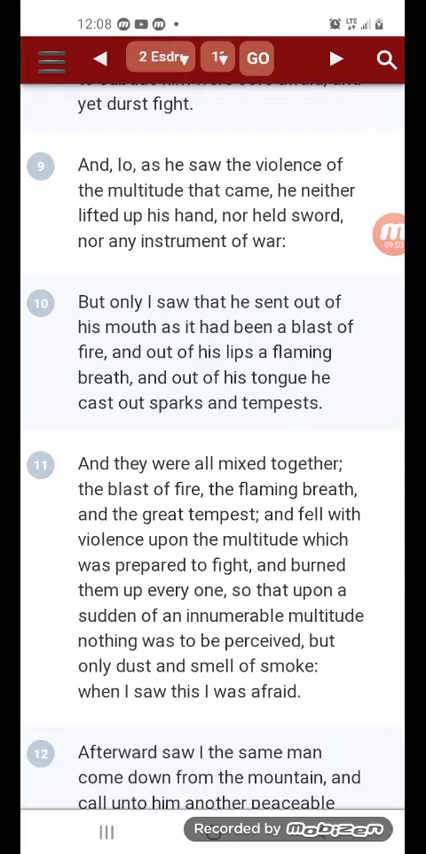 12:08
LTE
2 Esdr
GO
yet durst fight.
9
And, lo, as he saw the violence of
the multitude that came, he neither
lifted up his hand, nor held sword,
nor any instrument of war:
09:03
10
But only I saw that he sent out of
his mouth as it had been a blast of
fire, and out of his lips a flaming
breath, and out of his tongue he
cast out sparks and tempests.
11
And they were all mixed together;
the blast of fire, the flaming breath,
and the great tempest; and fell with
violence upon the multitude which
was prepared to fight, and burned
them up every one, so that upon a
sudden of an innumerable multitude
nothing was to be perceived, but
only dust and smell of smoke:
when I saw this I was afraid.
12
Afterward saw I the same man
come down from the mountain, and
call unto him another peaceable
Recorded by mobizen